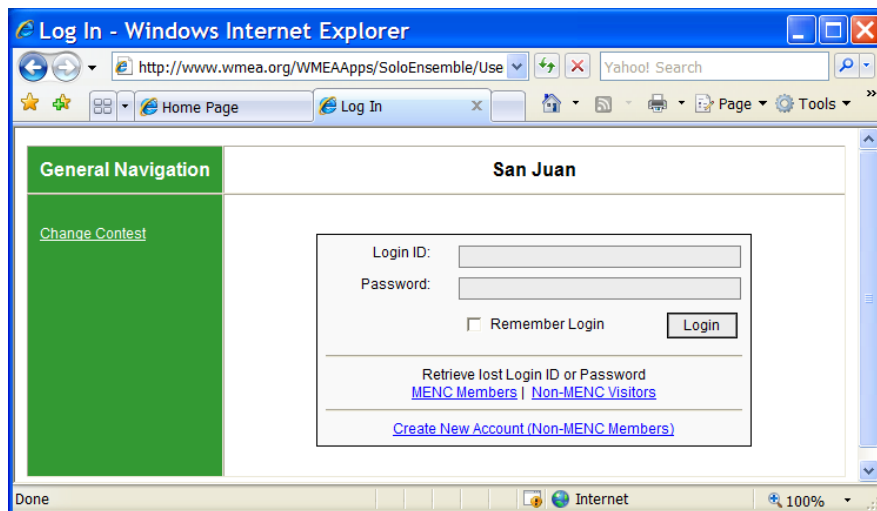 Log In - Windows Internet Explorer
http://www.wmea.org/WMEAApps/SoloEnsemble/Use
Yahoo! Search
Home Page
Log In
x
Page
Tools
»
General Navigation
San Juan
Change Contest
Login ID:
Password:
Remember Login
Login
Retrieve lost Login ID or Password
MENC Members | Non-MENC Visitors
Create New Account (Non-MENC Members)
Done
Internet
100%